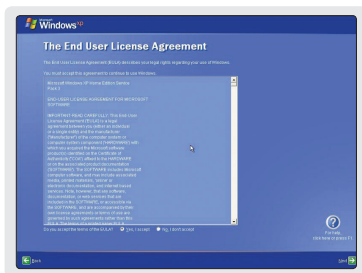 Microsoft
Windows xp
The End User License Agreement
The End User License Agreement (EULA) describes your legal rights regarding your use of Windows.
You must accept this agreement to continue to use Windows.
Microsoft Windows XP Home Edition Service
Pack 2
END-USER LICENSE AGREEMENT FOR MICROSOFT
SOFTWARE
IMPORTANT-READ CAREFULLY: This End User
License Agreement (EULA) is a legal
agreement between you (either an individual
or a single entity) and the manufacturer
("Manufacturer") of the computer system or
computer system component ("HARDWARE") with
which you acquired the Microsoft software
product(s) identified on the Certificate of
Authenticity ("COA") affixed to the HARDWARE
or on the associated product documentation
("SOFTWARE"). The SOFTWARE includes Microsoft
computer software, and may include associated
media, printed materials, "online" or
electronic documentation, and Internet based
services. Note, however, that any software,
documentation, or web services that are
included in the SOFTWARE, or accessible via
the SOFTWARE, and are accompanied by their
own license agreements or terms of use are
governed by such agreements rather than this
Do you accept the terms of the EULA? Yes, I accept No, I don't accept
For help,
click here or press F1.
Back
Next